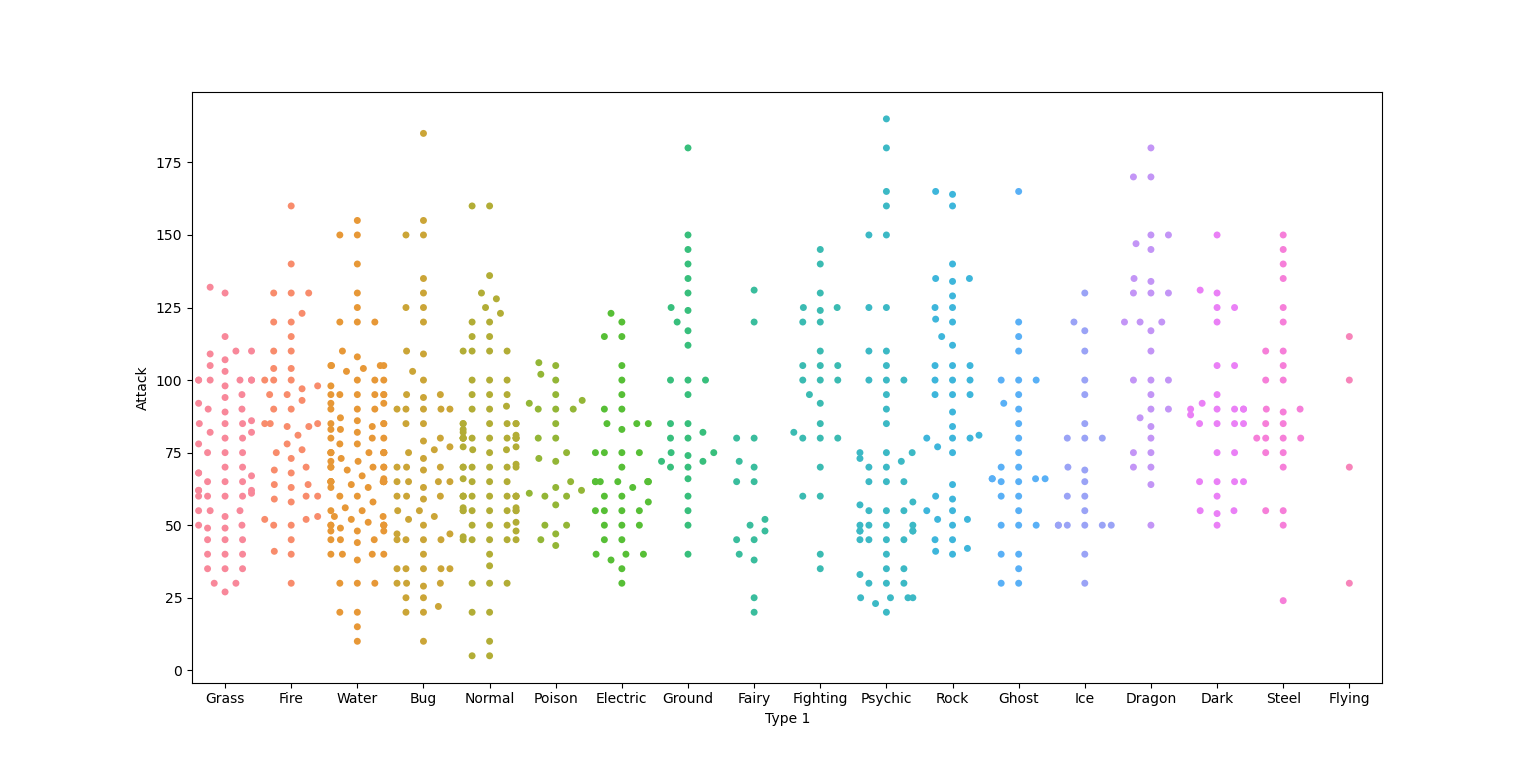 175
150
125
100
75
50
25
0
Attack
Grass Fire Water Bug Normal Poison Electric Ground Fairy Fighting Psychic Rock Ghost Ice Dragon Dark Steel Flying
Type 1